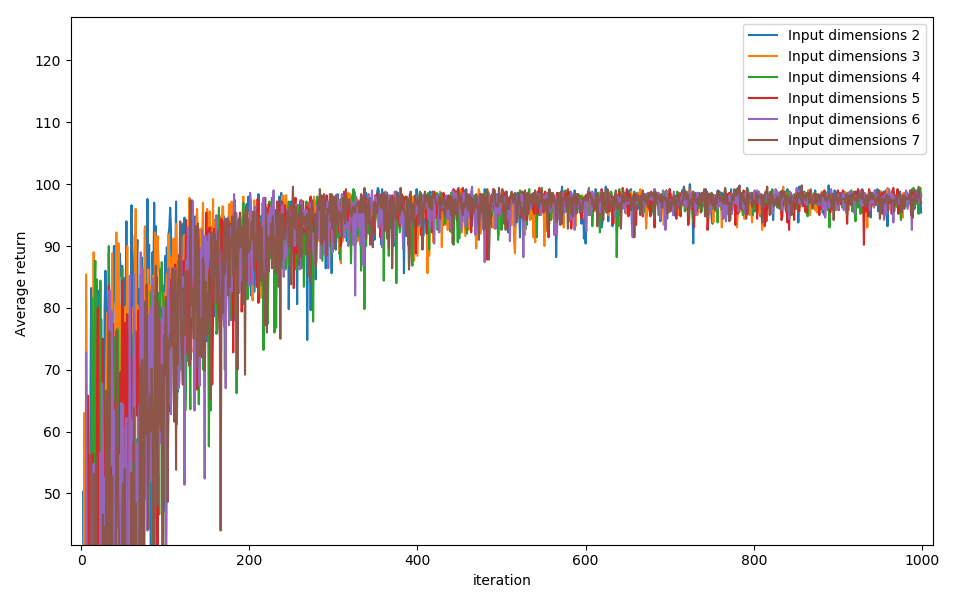 120
110
100
90
80
70
60
50
Average return
0 200 400 600 800 1000
iteration
Input dimensions 2
Input dimensions 3
Input dimensions 4
Input dimensions 5
Input dimensions 6
Input dimensions 7